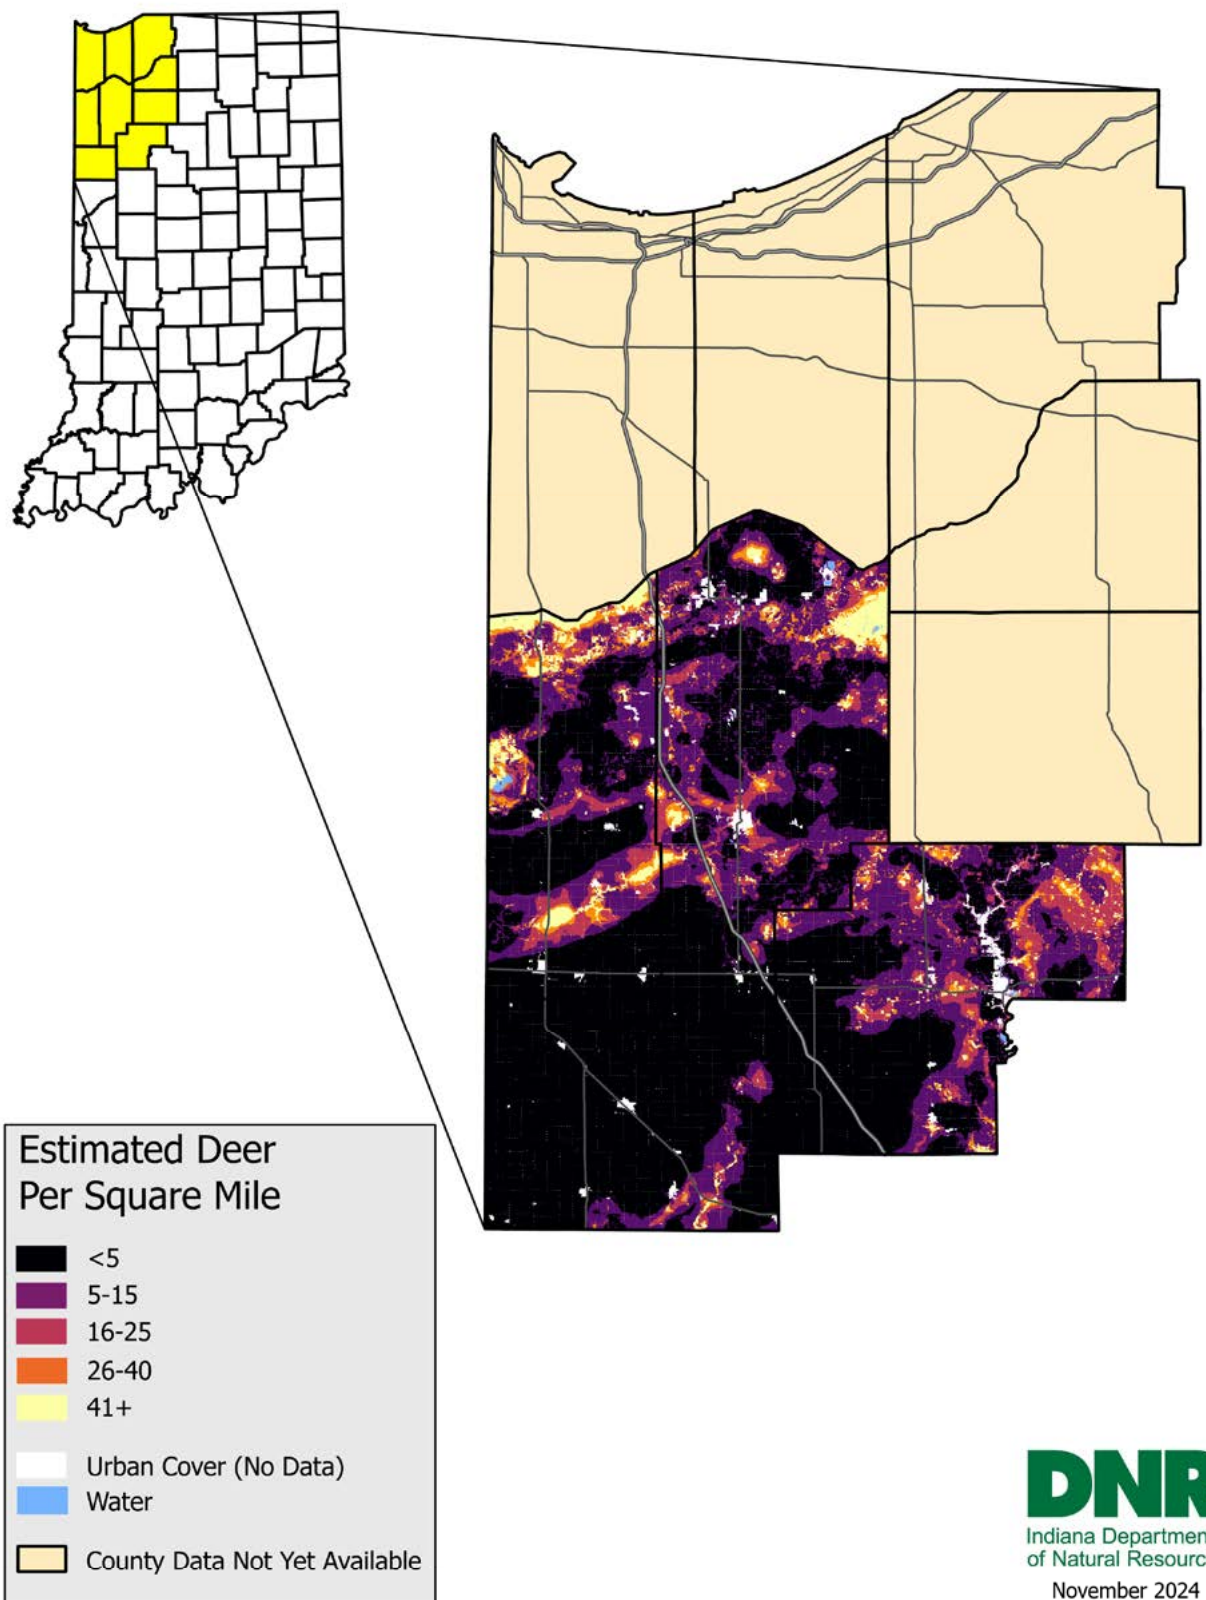 Estimated Deer
Per Square Mile
<5
5-15
16-25
26-40
41+
Urban Cover (No Data)
Water
County Data Not Yet Available
DNR
Indiana Departmen
of Natural Resourc
November 2024